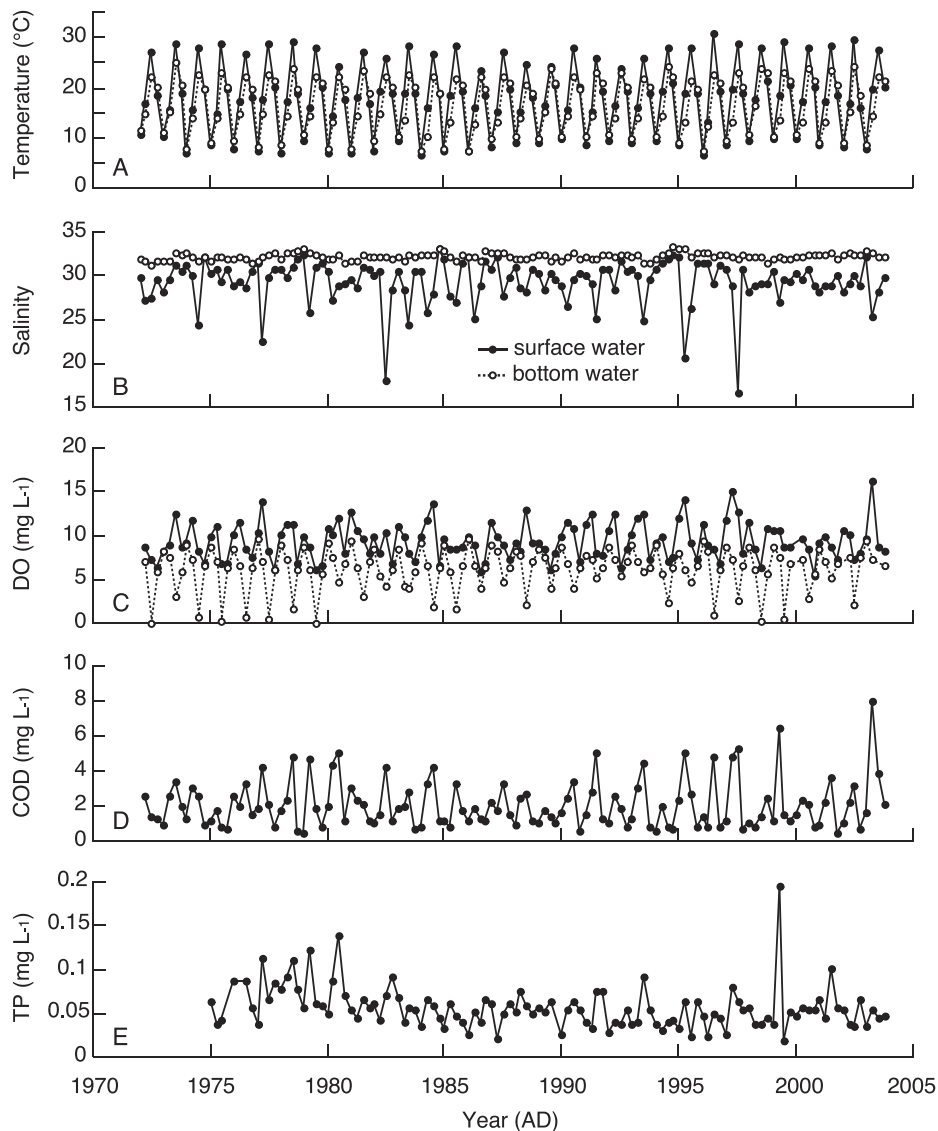 Temperature (°C)
30
20
10
0
A
Salinity
35
30
25
20
15
B
surface water
bottom water
DO (mg L-1)
20
15
10
5
0
C
COD (mg L-1)
10
8
6
4
2
0
D
TP (mg L-1)
0.2
0.15
0.1
0.05
0
E
1970 1975 1980 1985 1990 1995 2000 2005
Year (AD)